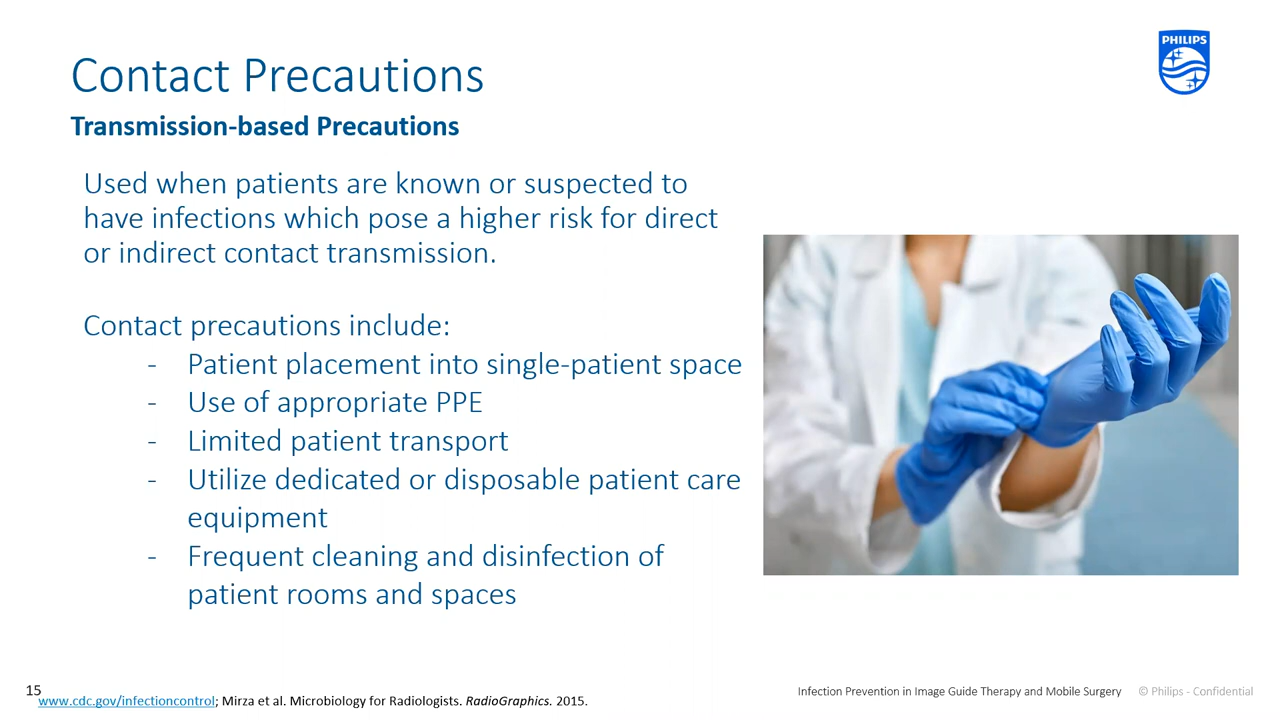 PHILIPS
Contact Precautions
Transmission-based Precautions
Used when patients are known or suspected to
have infections which pose a higher risk for direct
or indirect contact transmission.
Contact precautions include:
- Patient placement into single-patient space
- Use of appropriate PPE
- Limited patient transport
- Utilize dedicated or disposable patient care
equipment
- Frequent cleaning and disinfection of
patient rooms and spaces
15
www.cdc.gov/infectioncontrol; Mirza et al. Microbiology for Radiologists. RadioGraphics. 2015.
Infection Prevention in Image Guide Therapy and Mobile Surgery © Philips - Confidential